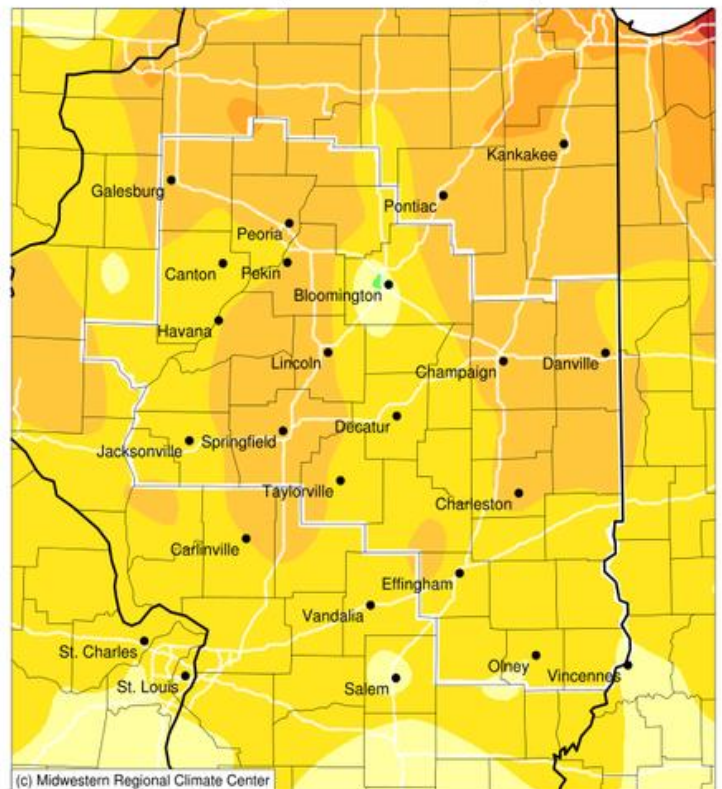 Kankakee
Galesburg
Pontiac
Peoria
Canton
Pekin
Bloomington
Havana
Lincoln
Champaign
Danville
Decatur
Springfield
Jacksonville
Taylorville
Charleston
Carlinville
Effingham
Vandalia
St. Charles
Olney
Vincennes
St. Louis
Salem
(c) Midwestern Regional Climate Center